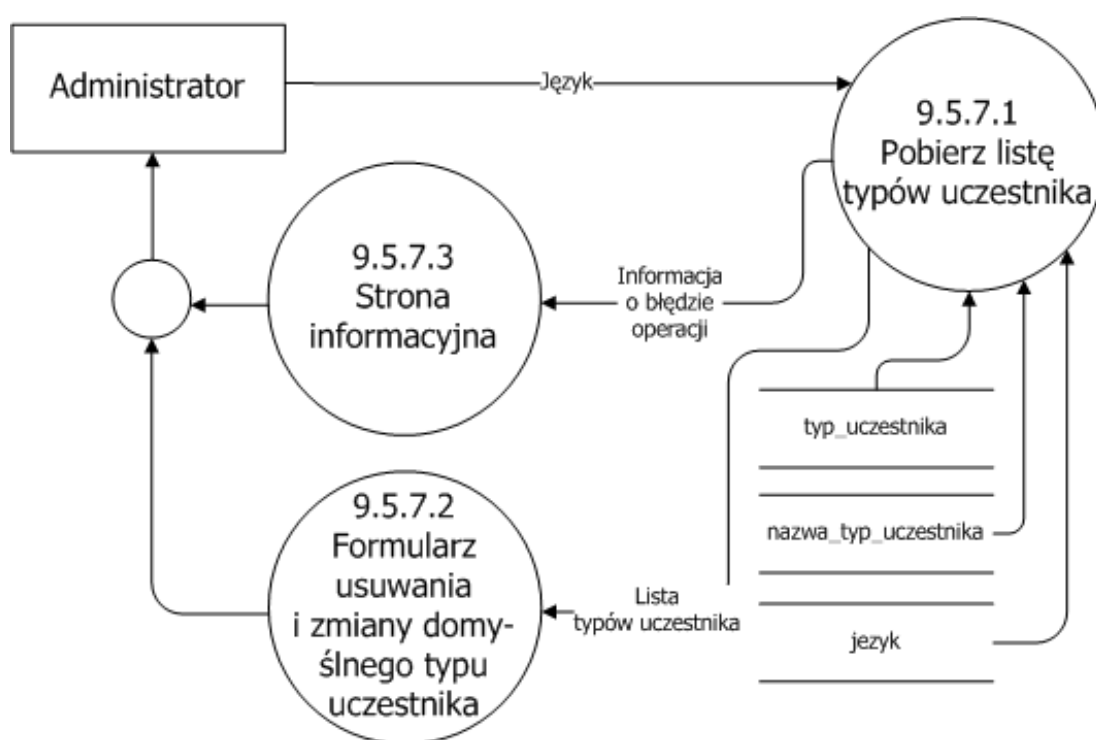 Administrator
Język
9.5.7.1
Pobierz listę
typów uczestnika
9.5.7.3
Strona
informacyjna
Informacja
o błędzie
operacji
typ_uczestnika
nazwa_typ_uczestnika
jezyk
9.5.7.2
Formularz
usuwania
i zmiany domy-
ślnego typu
uczestnika
Lista
typów uczestnika